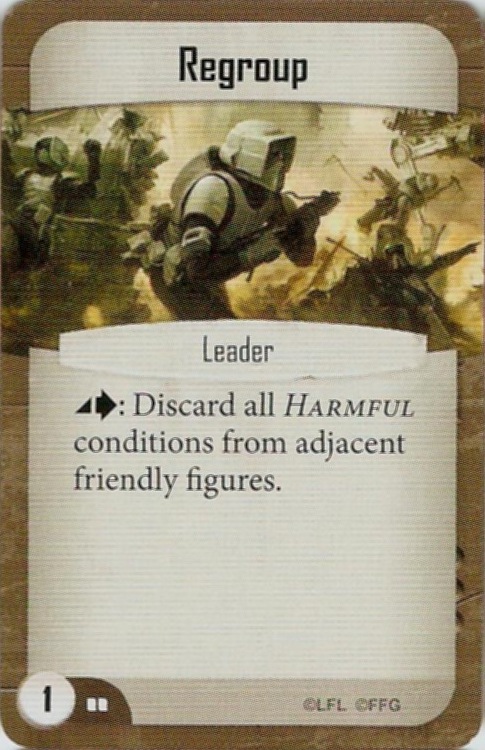 Regroup
Leader
: Discard all HARMFUL
conditions from adjacent
friendly figures.
1
©LFL ©FFG